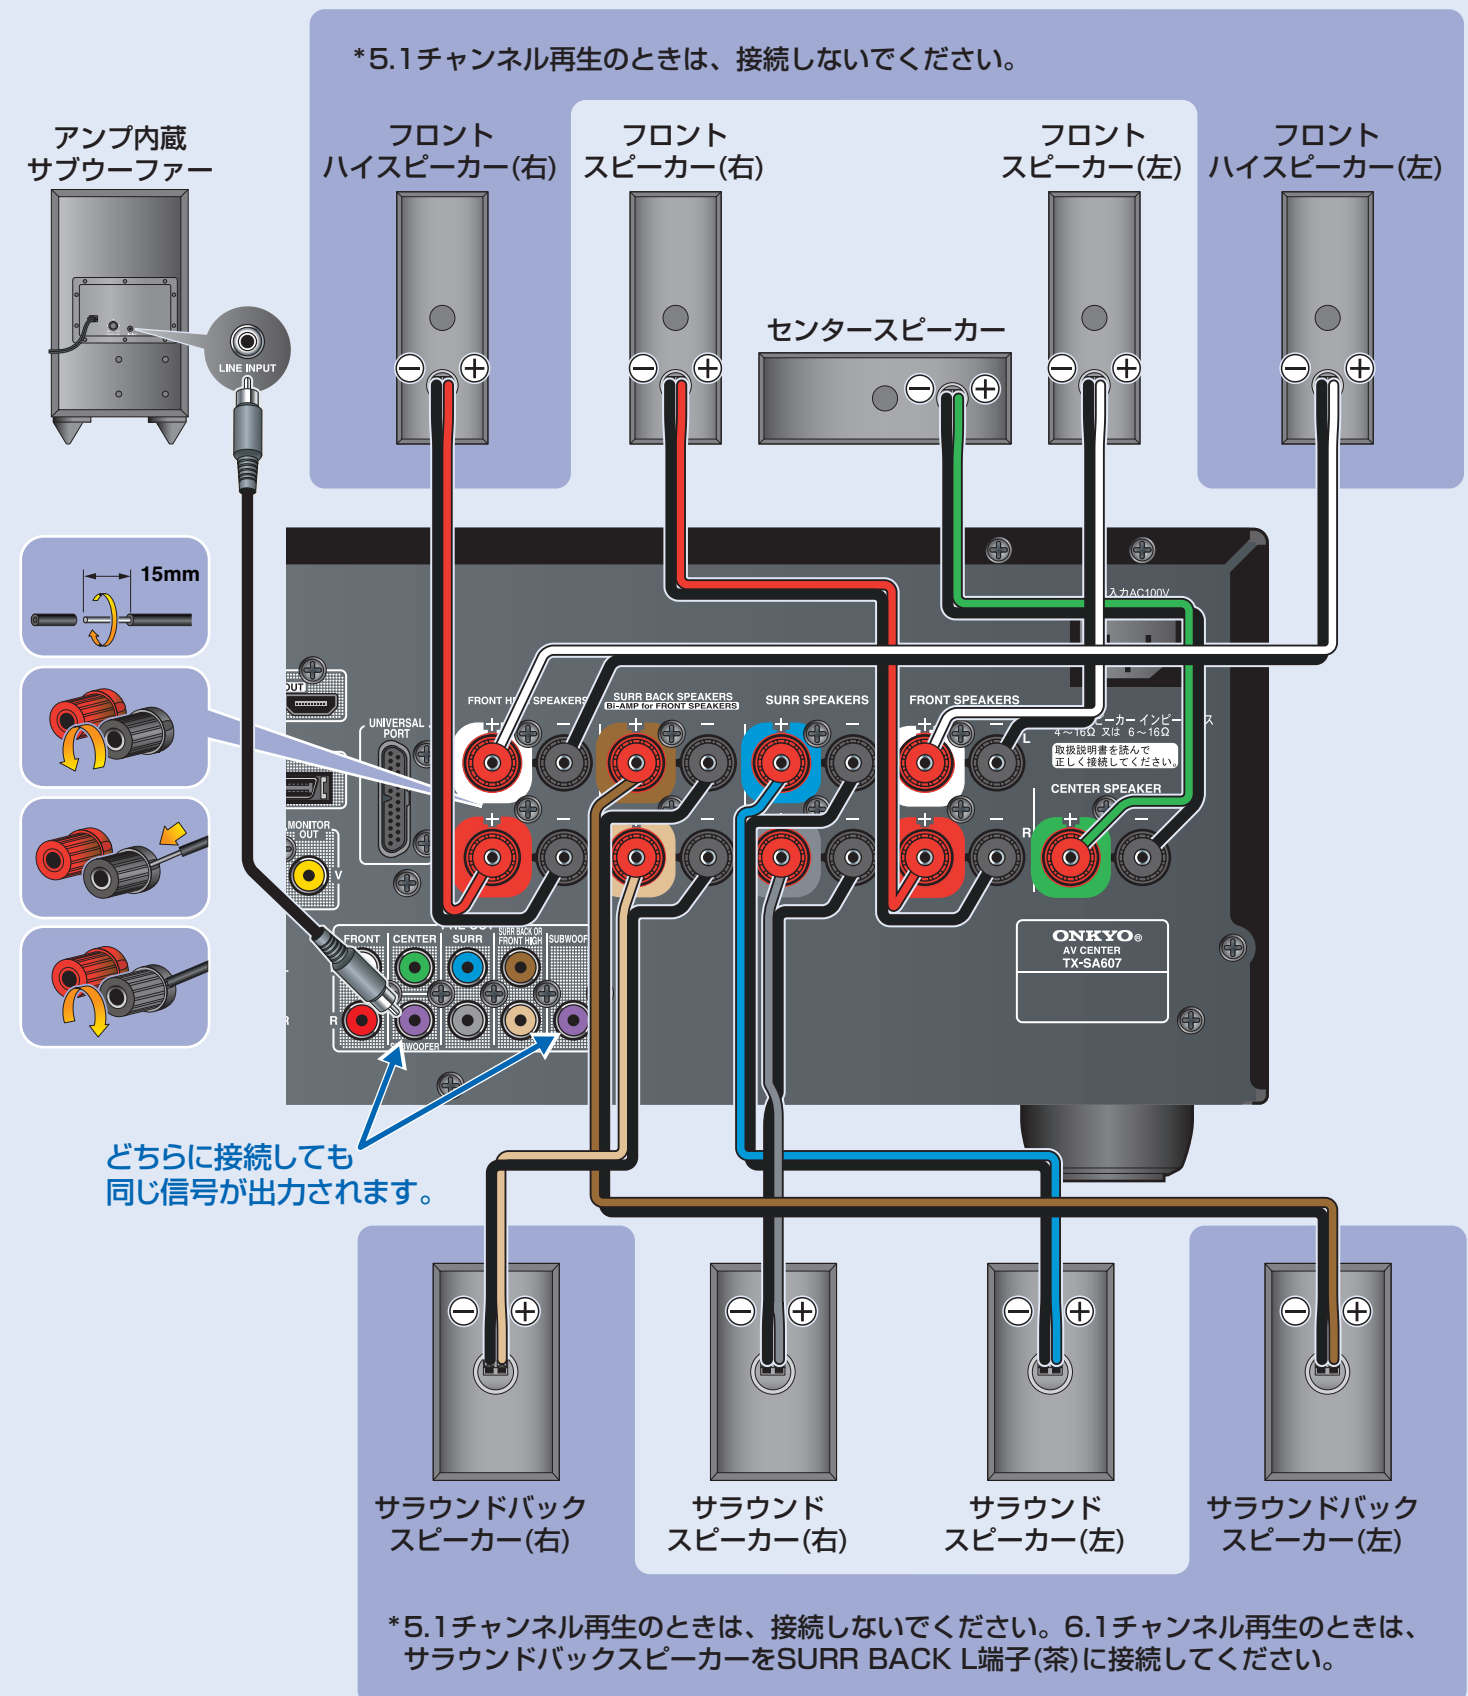 *5.1チャンネル再生のときは、接続しないでください。
アンプ内蔵
サブウーファー
フロント
ハイスピーカー(右)
フロント
スピーカー(右)
フロント
スピーカー(左)
フロント
ハイスピーカー(左)
センタースピーカー
LINE INPUT
15mm
入力AC100V
OUT
UNIVERSAL
PORT
FRONT H SPEAKERS
SURR BACK SPEAKERS
Bi-AMP for FRONT SPEAKERS
SURR SPEAKERS
FRONT SPEAKERS
L
ーカー インピー ス
4～16Ω 又は 6～16Ω
取扱説明書を読んで
正しく接続してください。
CENTER SPEAKER
R
MONITOR
OUT
V
FRONT
CENTER
SURR
SURR BACK OR
FRONT HIGH
SUBWOOF
R
SUBWOOFER
ONKYO®
AV CENTER
TX-SA607
どちらに接続しても
同じ信号が出力されます。
サラウンドバック
スピーカー(右)
サラウンド
スピーカー(右)
サラウンド
スピーカー(左)
サラウンドバック
スピーカー(左)
*5.1チャンネル再生のときは、接続しないでください。6.1チャンネル再生のときは、
サラウンドバックスピーカーをSURR BACK L端子(茶)に接続してください。